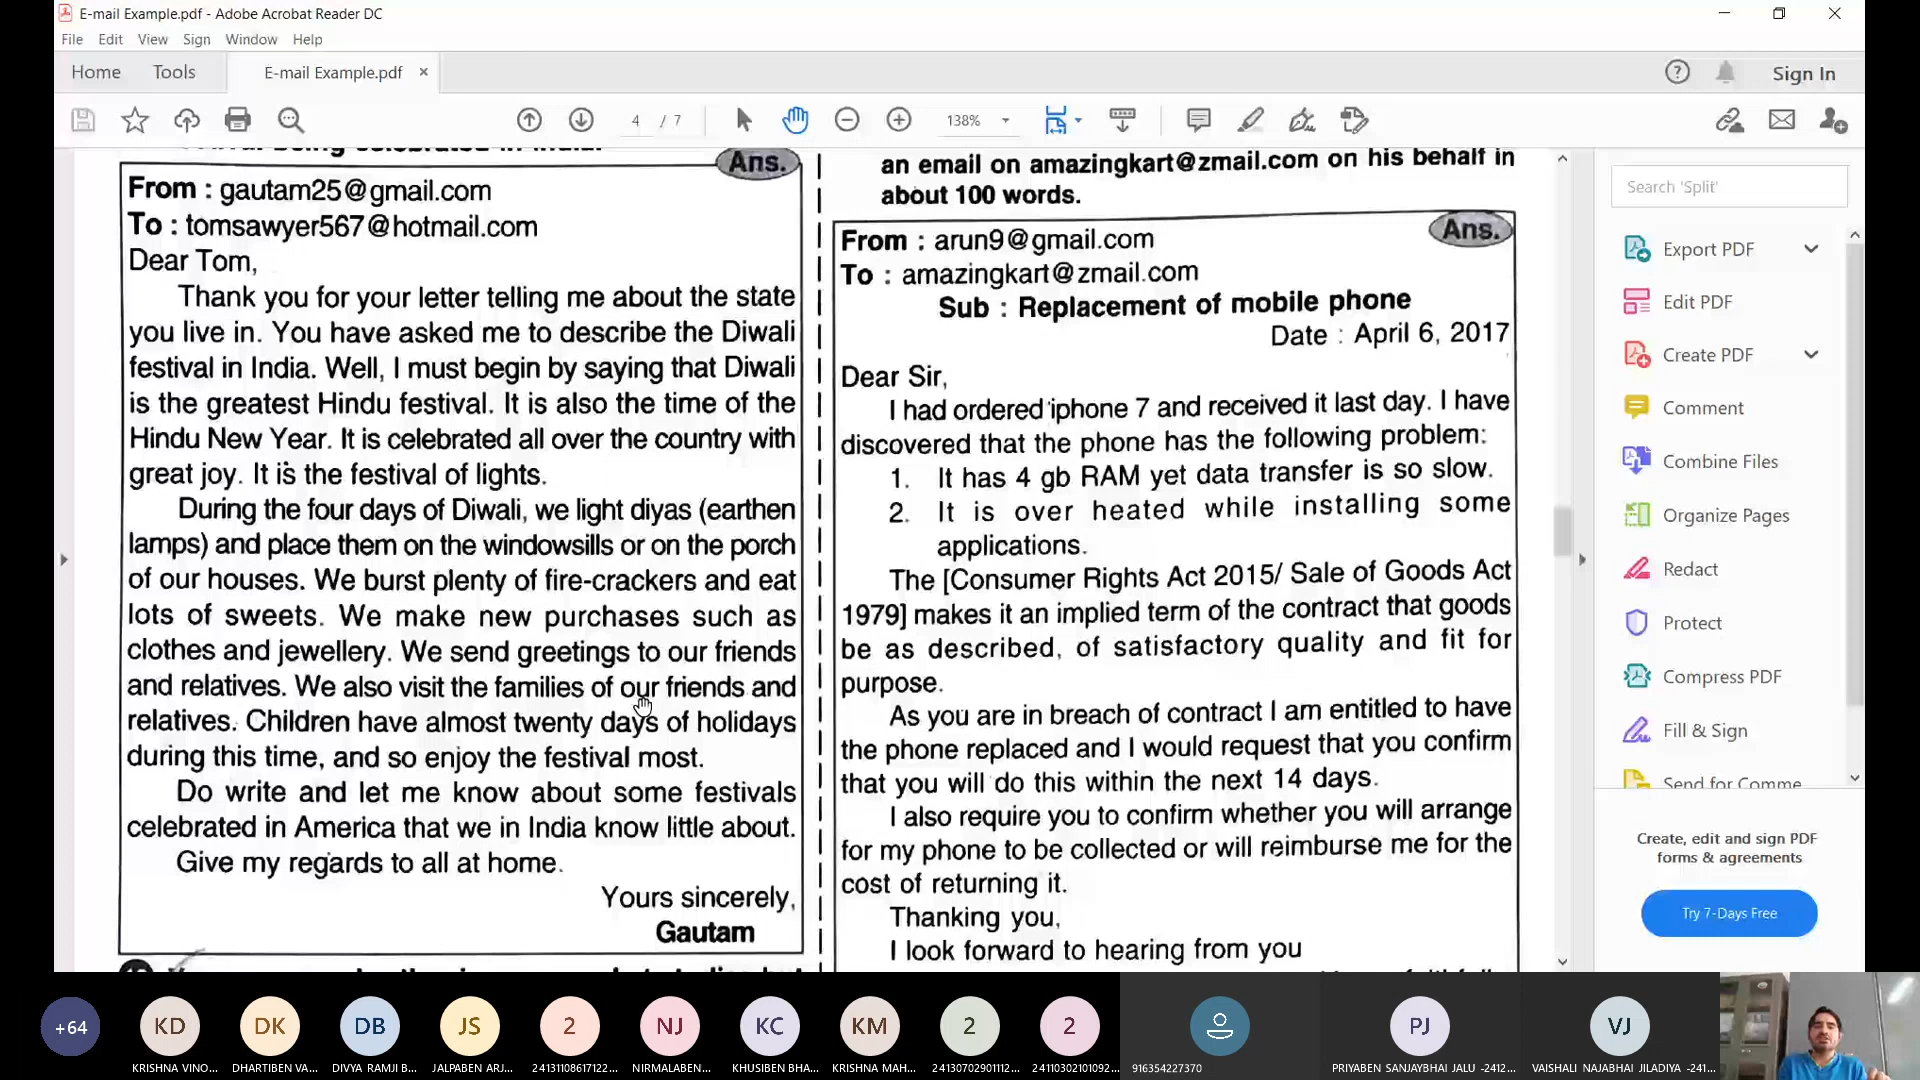 E-mail Example.pdf - Adobe Acrobat Reader DC
File Edit View Sign Window Help
Home Tools E-mail Example.pdf × Sign In
4 / 7 138%
being celebrated in India.
Ans.
From : gautam25@gmail.com
To : tomsawyer567@hotmail.com
Dear Tom,
Thank you for your letter telling me about the state
you live in. You have asked me to describe the Diwali
festival in India. Well, I must begin by saying that Diwali
is the greatest Hindu festival. It is also the time of the
Hindu New Year. It is celebrated all over the country with
great joy. It is the festival of lights.
During the four days of Diwali, we light diyas (earthen
lamps) and place them on the windowsills or on the porch
of our houses. We burst plenty of fire-crackers and eat
lots of sweets. We make new purchases such as
clothes and jewellery. We send greetings to our friends
and relatives. We also visit the families of our friends and
relatives. Children have almost twenty days of holidays
during this time, and so enjoy the festival most.
Do write and let me know about some festivals
celebrated in America that we in India know little about.
Give my regards to all at home.
Yours sincerely,
Gautam
an email on amazingkart@zmail.com on his behalf in
about 100 words.
Ans.
From : arun9@gmail.com
To : amazingkart@zmail.com
Sub : Replacement of mobile phone
Date : April 6, 2017
Dear Sir,
I had ordered iphone 7 and received it last day. I have
discovered that the phone has the following problem:
1. It has 4 gb RAM yet data transfer is so slow.
2. It is over heated while installing some
applications.
The [Consumer Rights Act 2015/ Sale of Goods Act
1979] makes it an implied term of the contract that goods
be as described, of satisfactory quality and fit for
purpose.
As you are in breach of contract I am entitled to have
the phone replaced and I would request that you confirm
that you will do this within the next 14 days.
I also require you to confirm whether you will arrange
for my phone to be collected or will reimburse me for the
cost of returning it.
Thanking you,
I look forward to hearing from you
Search 'Split'
Export PDF
Edit PDF
Create PDF
Comment
Combine Files
Organize Pages
Redact
Protect
Compress PDF
Fill & Sign
Send for Comme
Create, edit and sign PDF
forms & agreements
Try 7-Days Free
+64 KD DK DB JS 2 NJ KC KM 2 2 PJ VJ
KRISHNA VINO... DHARTIBEN VA... DIVYA RAMJI B... JALPABEN ARJ... 24131108617122... NIRMALABEN... KHUSIBEN BHA... KRISHNA MAH... 24130702901112... 24110302101092... 916354227370 PRIYABEN SANJAYBHAI JALU -2412... VAISHALI NAJABHAI JILADIYA -241...